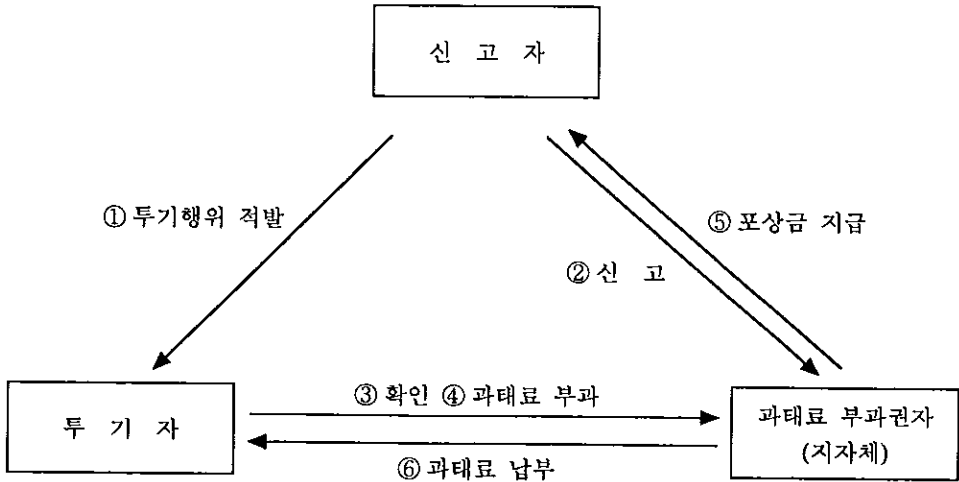 신 고 자
① 투기행위 적발
⑤ 포상금 지급
② 신 고
③ 확인 ④ 과태료 부과
투 기 자
과태료 부과권자
(지자체)
⑥ 과태료 납부